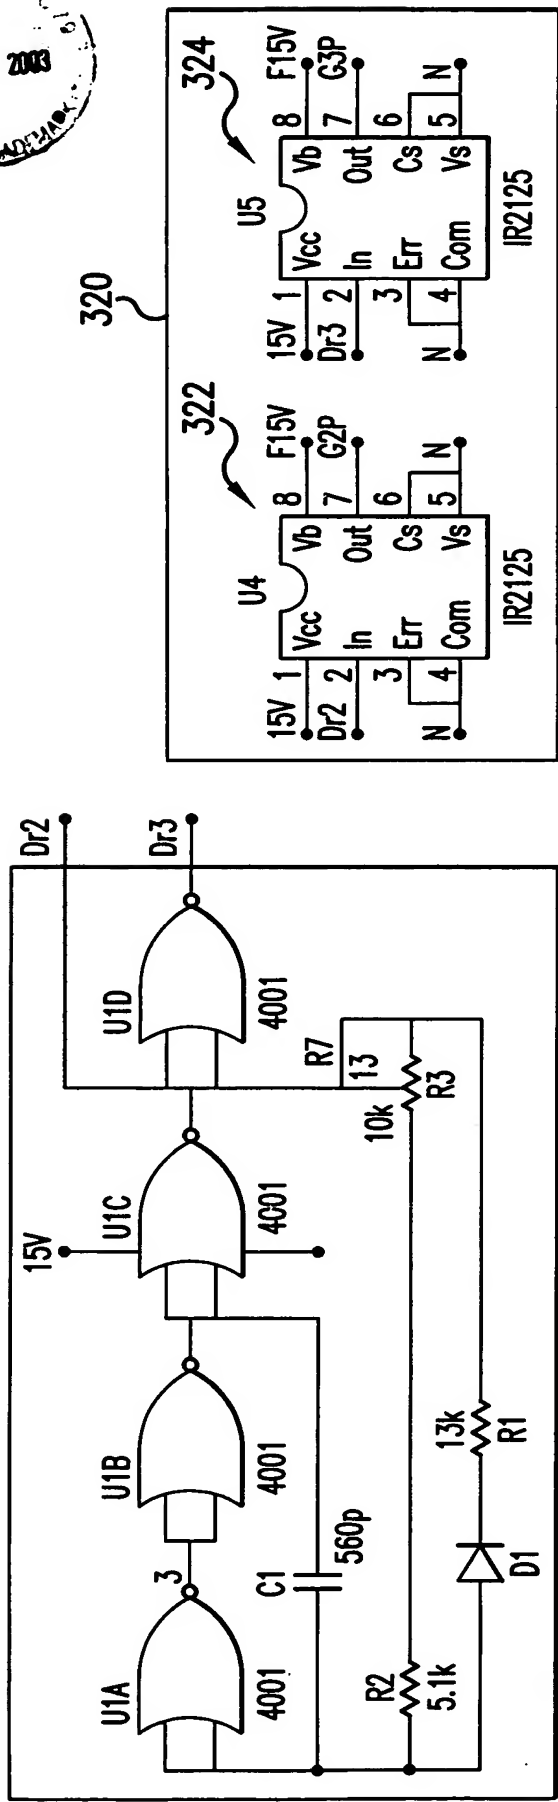 2003
320
322
324
U4
15V 1 Vcc Vb 8 F15V
Dr2 2 In Out 7 G2P
3 Err Cs 6
N 4 Com Vs 5 N
IR2125
U5
15V 1 Vcc Vb 8 F15V
Dr3 2 In Out 7 G3P
3 Err Cs 6
N 4 Com Vs 5 N
IR2125
15V
Dr2
Dr3
U1A
3
4001
U1B
4001
U1C
4001
U1D
4001
C1
560p
R7
13
R2
5.1k
10k
R3
13k
R1
D1